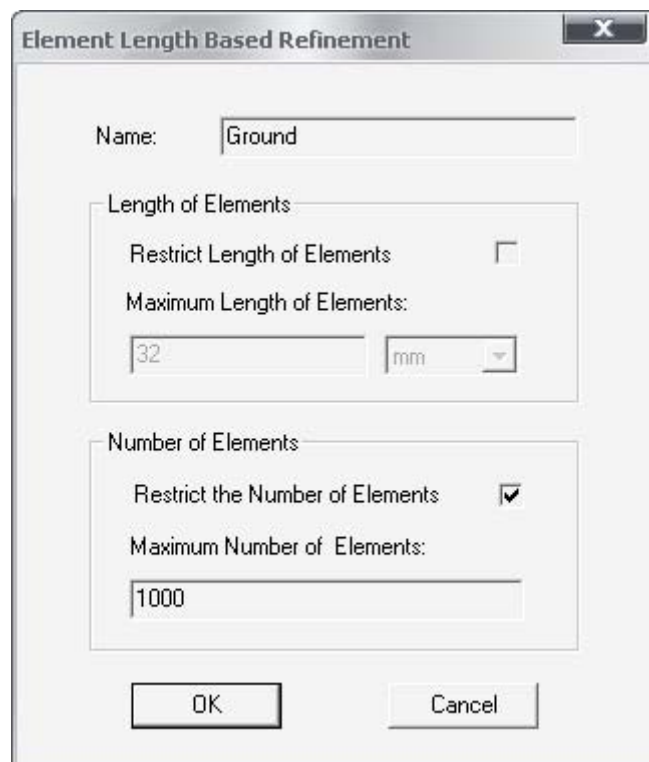 Element Length Based Refinement
Name: Ground
Length of Elements
Restrict Length of Elements
Maximum Length of Elements:
32 mm
Number of Elements
Restrict the Number of Elements
Maximum Number of Elements:
1000
OK Cancel